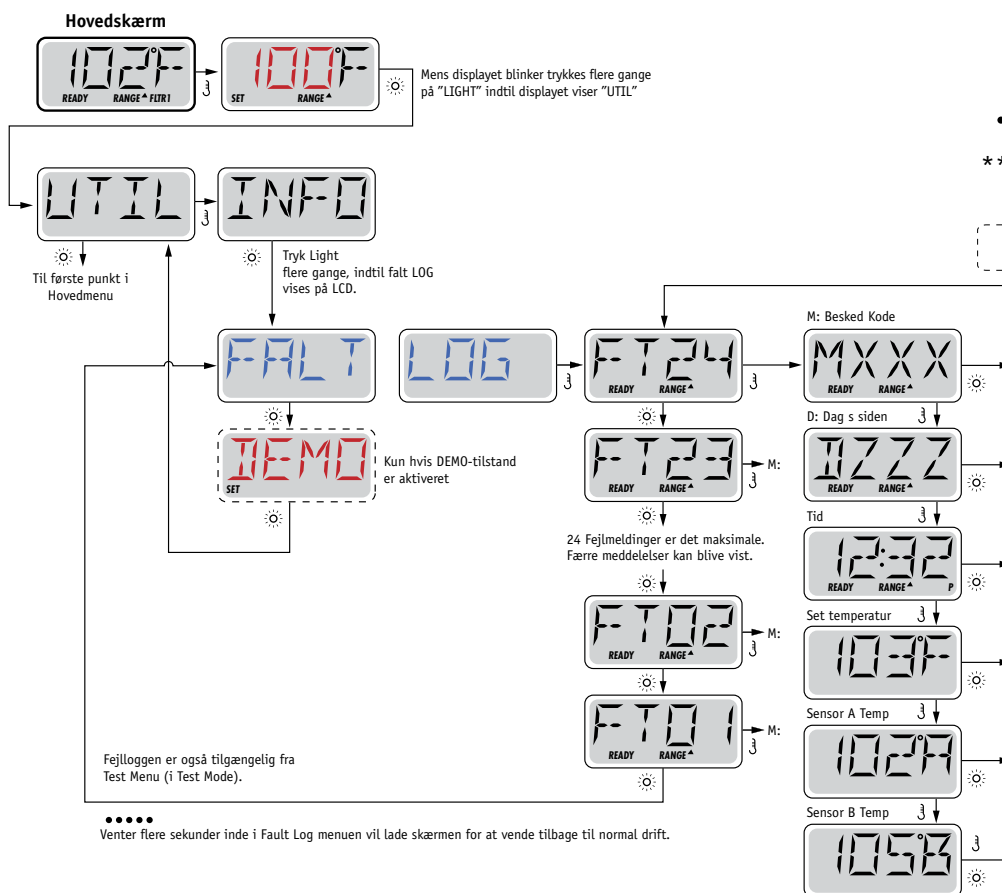 Hovedskærm
102°F
READY RANGE FLTR1
100°F
SET RANGE
Mens displayet blinker trykkes flere gange
på ”LIGHT” indtil displayet viser ”UTIL”
**
UTIL
INFO
Til første punkt i
Hovedmenu
Tryk Light
flere gange, indtil falt LOG
vises på LCD.
FALT
LOG
FT24
READY RANGE
M: Besked Kode
MXXX
READY RANGE
DEMO
SET
Kun hvis DEMO-tilstand
er aktiveret
FT23
READY RANGE
M:
D: Dag s siden
DZZZ
READY RANGE
24 Fejlmeldinger er det maksimale.
Færre meddelelser kan blive vist.
Tid
12:32
READY RANGE P
FT02
READY RANGE
M:
Set temperatur
103°F
FT01
READY RANGE
M:
Sensor A Temp
102°A
Fejlloggen er også tilgængelig fra
Test Menu (i Test Mode).
Sensor B Temp
105°B
•••••
Venter flere sekunder inde i Fault Log menuen vil lade skærmen for at vende tilbage til normal drift.